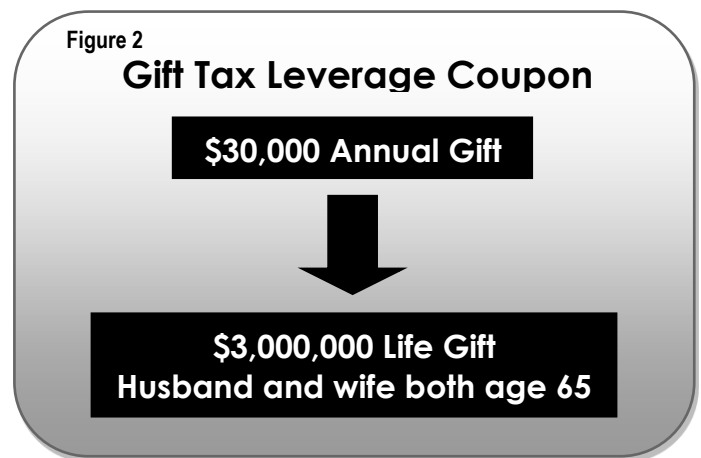 Figure 2
Gift Tax Leverage Coupon
$30,000 Annual Gift
$3,000,000 Life Gift
Husband and wife both age 65